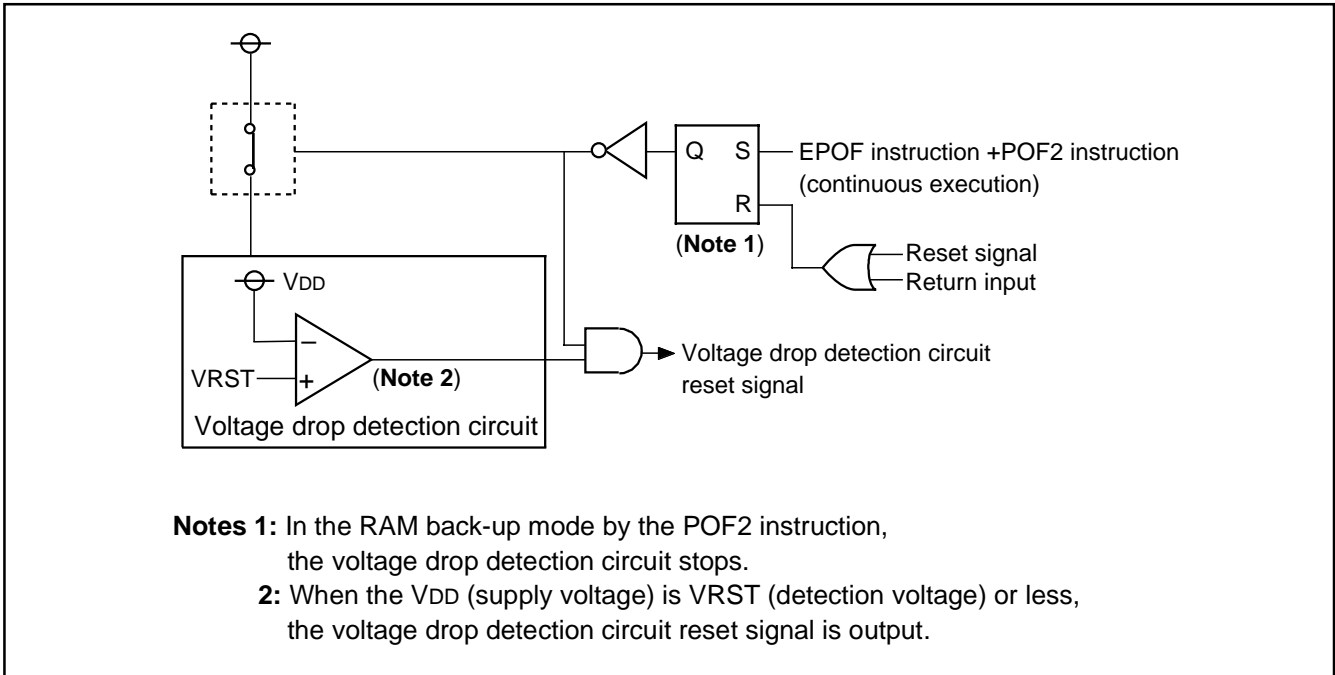 Q S
EPOF instruction +POF2 instruction
(continuous execution)
R
(Note 1)
Reset signal
Return input
VDD
−
VRST
+
(Note 2)
Voltage drop detection circuit
reset signal
Voltage drop detection circuit
Notes 1: In the RAM back-up mode by the POF2 instruction,
the voltage drop detection circuit stops.
2: When the VDD (supply voltage) is VRST (detection voltage) or less,
the voltage drop detection circuit reset signal is output.